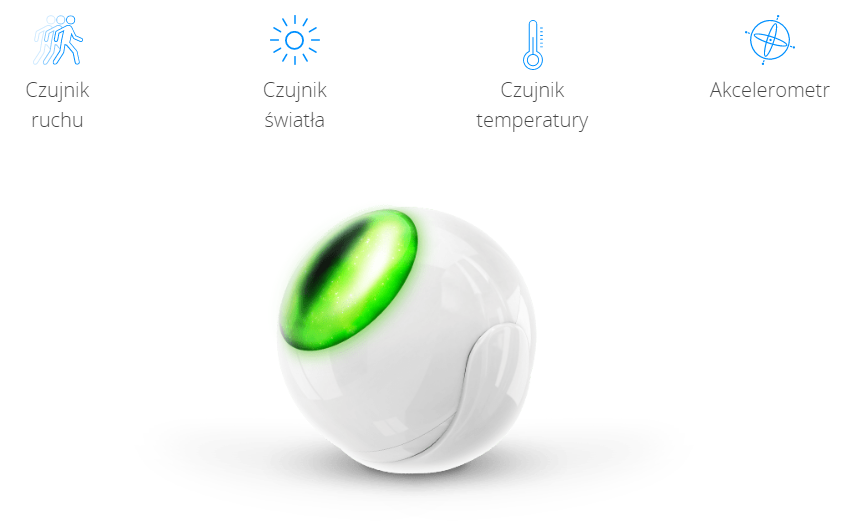 Czujnik
ruchu
Czujnik
światła
Czujnik
temperatury
Akcelerometr